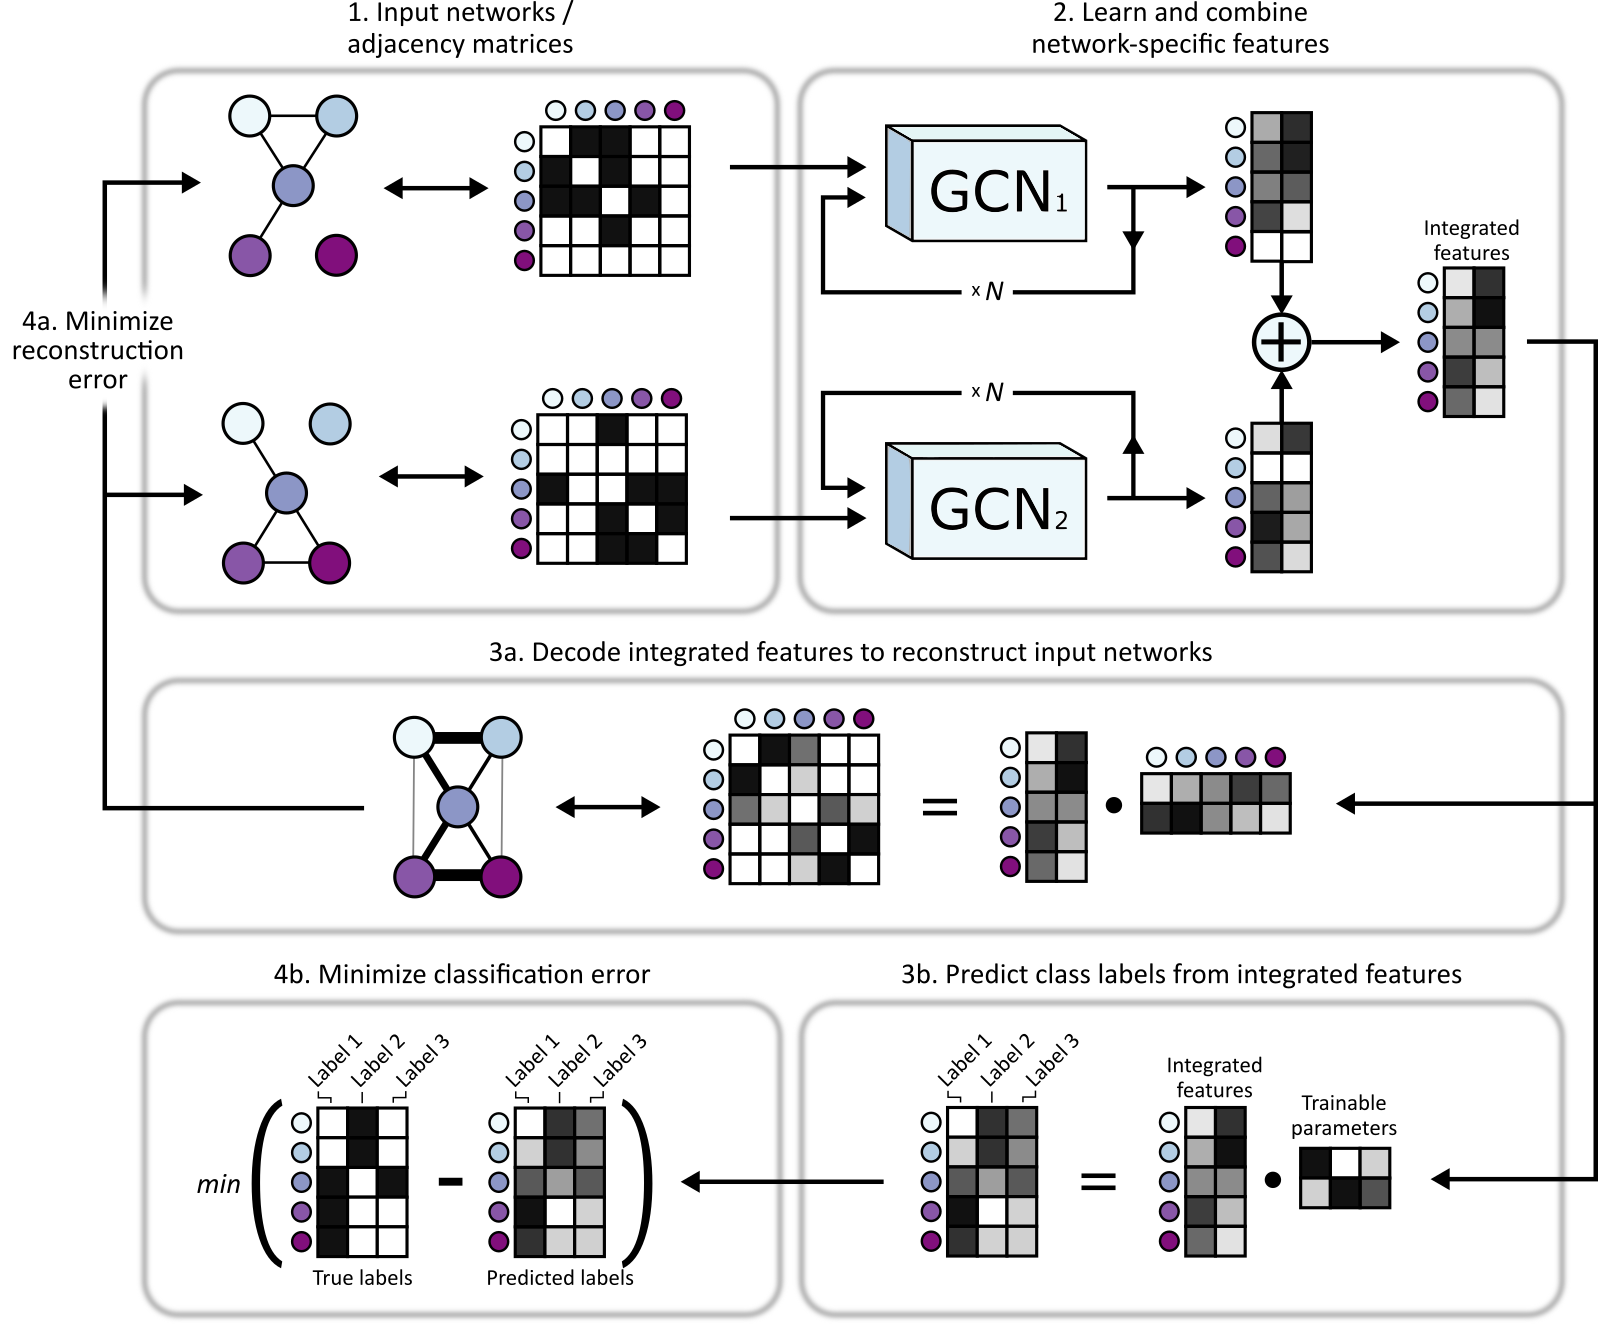 1. Input networks /
adjacency matrices
2. Learn and combine
network-specific features
GCN1
x N
Integrated
features
4a. Minimize
reconstruction
error
x N
GCN2
3a. Decode integrated features to reconstruct input networks
4b. Minimize classification error
3b. Predict class labels from integrated features
Label 1
Label 2
Label 3
Label 1
Label 2
Label 3
min
True labels
Predicted labels
Label 1
Label 2
Label 3
Integrated
features
Trainable
parameters